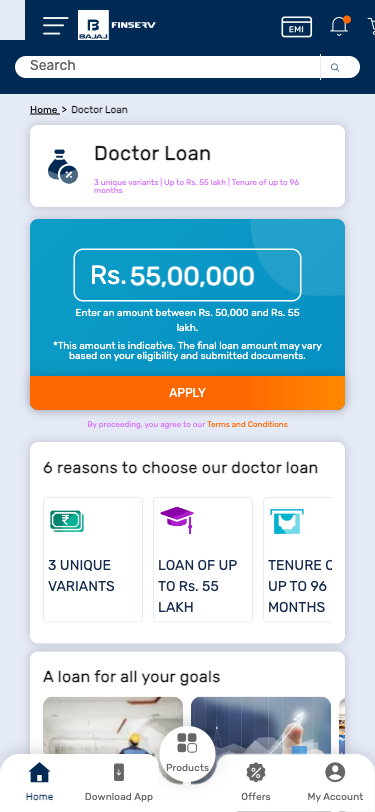 B
BAJAJ
FINSERV
EMI
Search
Home > Doctor Loan
Doctor Loan
3 unique variants | Up to Rs. 55 lakh | Tenure of up to 96
months
Rs. 55,00,000
Enter an amount between Rs. 50,000 and Rs. 55
lakh.
*This amount is indicative. The final loan amount may vary
based on your eligibility and submitted documents.
APPLY
By proceeding, you agree to our Terms and Conditions
6 reasons to choose our doctor loan
3 UNIQUE
VARIANTS
LOAN OF UP
TO Rs. 55
LAKH
TENURE
UP TO 96
MONTHS
A loan for all your goals
Home
Download App
Products
Offers
My Account